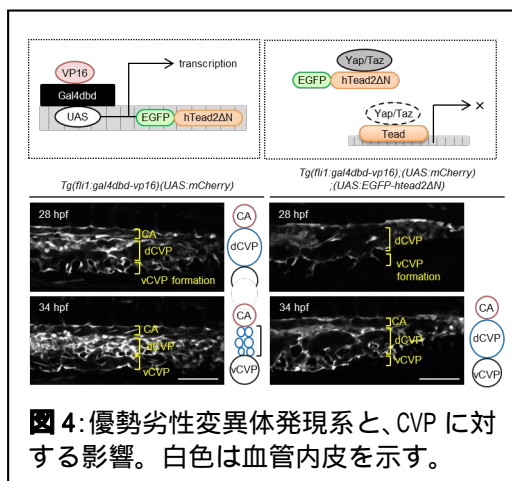 VP16
transcription
Gal4dbd
UAS
EGFP
hTead2ΔN
Yap/Taz
EGFP
hTead2ΔN
Yap/Taz
Tead
×
Tg(fli1:gal4dbd-vp16)(UAS:mCherry)
Tg(fli1:gal4dbd-vp16);(UAS:mCherry)
;(UAS:EGFP-htead2ΔN)
28 hpf
CA
dCVP
vCVP formation
CA
dCVP
28 hpf
dCVP
vCVP
formation
34 hpf
CA
dCVP
vCVP
CA
vCVP
34 hpf
CA
dCVP
vCVP
CA
dCVP
vCVP
図4:優勢劣性変異体発現系と、CVPに対
する影響。白色は血管内皮を示す。